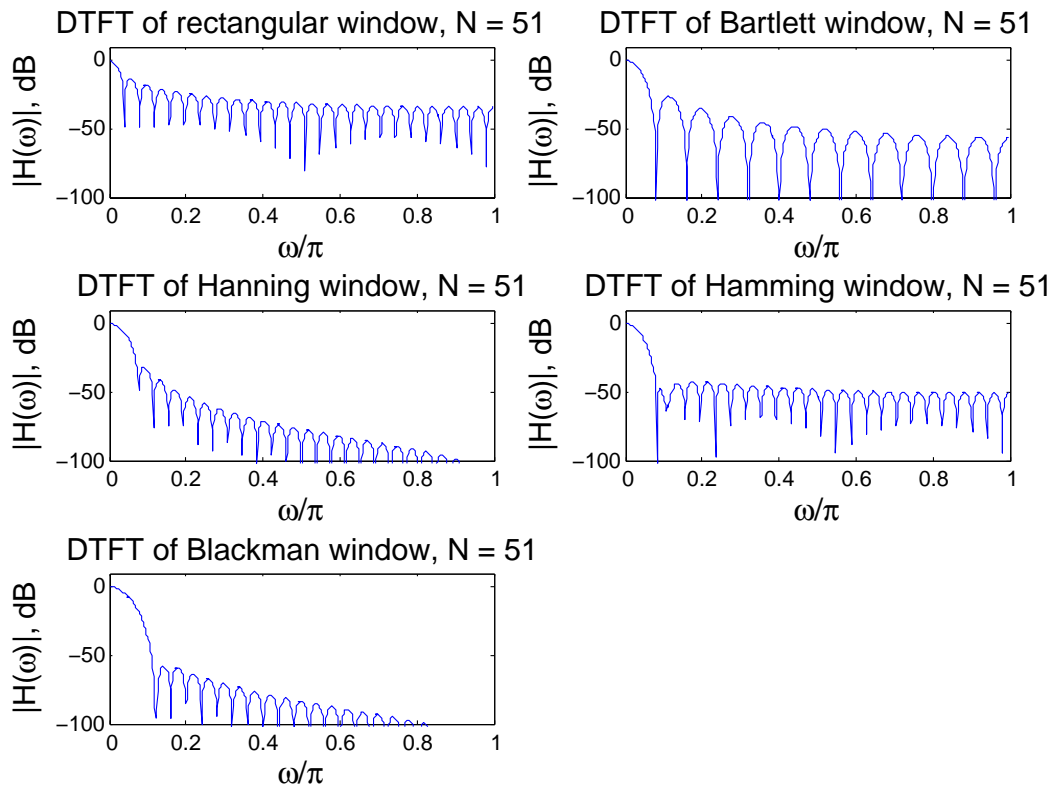 DTFT of rectangular window, N = 51
|H(ω)|, dB
0
−50
−100
0 0.2 0.4 0.6 0.8 1
ω/π
DTFT of Bartlett window, N = 51
|H(ω)|, dB
0
−50
−100
0 0.2 0.4 0.6 0.8 1
ω/π
DTFT of Hanning window, N = 51
|H(ω)|, dB
0
−50
−100
0 0.2 0.4 0.6 0.8 1
ω/π
DTFT of Hamming window, N = 51
|H(ω)|, dB
0
−50
−100
0 0.2 0.4 0.6 0.8 1
ω/π
DTFT of Blackman window, N = 51
|H(ω)|, dB
0
−50
−100
0 0.2 0.4 0.6 0.8 1
ω/π